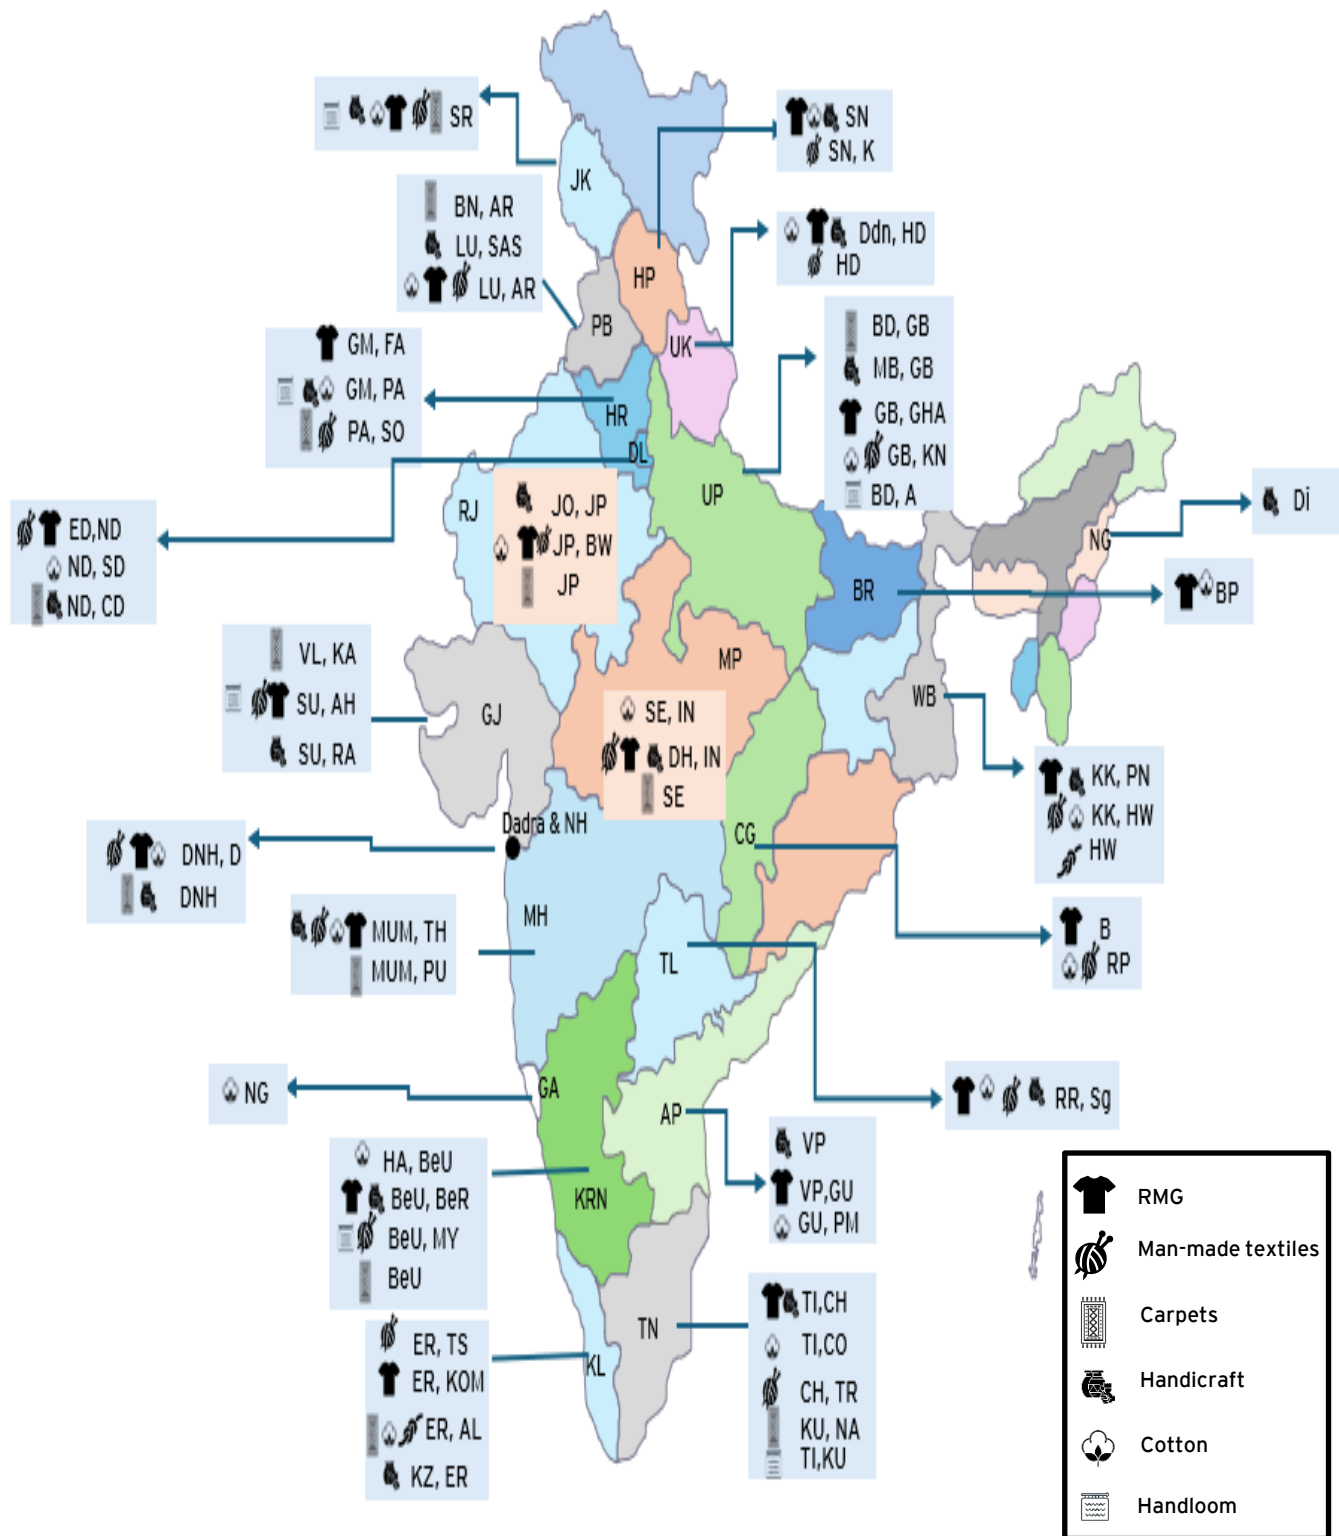 SR
SN
SN, K
JK
BN, AR
LU, SAS
LU, AR
Ddn, HD
HD
HP
PB
UK
GM, FA
GM, PA
PA, SO
HR
DL
BD, GB
MB, GB
GB, GHA
GB, KN
BD, A
RJ
UP
JO, JP
JP, BW
JP
ED,ND
ND, SD
ND, CD
NG
Di
BR
BP
VL, KA
SU, AH
SU, RA
GJ
MP
SE, IN
DH, IN
SE
WB
KK, PN
KK, HW
HW
Dadra & NH
CG
DNH, D
DNH
MH
MUM, TH
MUM, PU
TL
B
RP
NG
GA
AP
RR, Sg
VP
VP,GU
GU, PM
HA, BeU
BeU, BeR
BeU, MY
BeU
KRN
TN
KL
ER, TS
ER, KOM
ER, AL
KZ, ER
TI,CH
TI,CO
CH, TR
KU, NA
TI,KU
RMG
Man-made textiles
Carpets
Handicraft
Cotton
Handloom